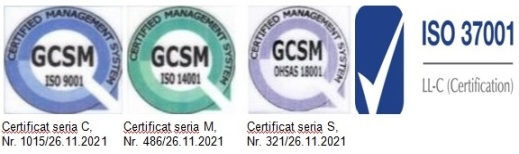 CERTIFIED MANAGEMENT SYSTEM
GCSM
ISO 9001
CERTIFIED MANAGEMENT SYSTEM
GCSM
ISO 14001
CERTIFIED MANAGEMENT SYSTEM
GCSM
OHSAS 18001
ISO 37001
LL-C (Certification)
Certificat seria C,
Nr. 1015/26.11.2021
Certificat seria M,
Nr. 486/26.11.2021
Certificat seria S,
Nr. 321/26.11.2021